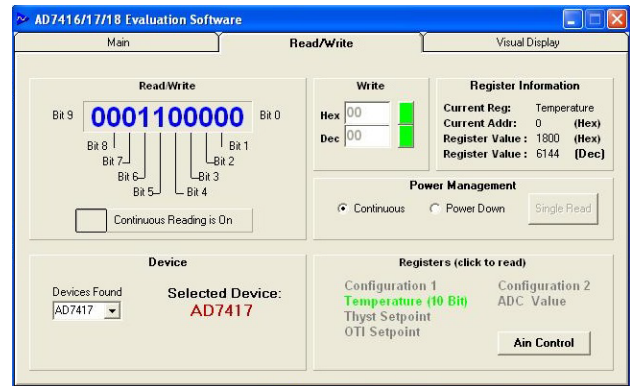 AD7416/17/18 Evaluation Software
Main Read/Write Visual Display
Read/Write
Bit 9 0001100000 Bit 0
Bit 8 Bit 1
Bit 7 Bit 2
Bit 6 Bit 3
Bit 5 Bit 4
Continuous Reading is On
Write
Hex 00
Dec 00
Register Information
Current Reg: Temperature
Current Addr: 0 (Hex)
Register Value : 1800 (Hex)
Register Value : 6144 (Dec)
Power Management
Continuous Power Down Single Read
Device
Devices Found Selected Device:
AD7417 AD7417
Registers (click to read)
Configuration 1 Configuration 2
Temperature (10 Bit) ADC Value
Thyst Setpoint
OTI Setpoint
Ain Control